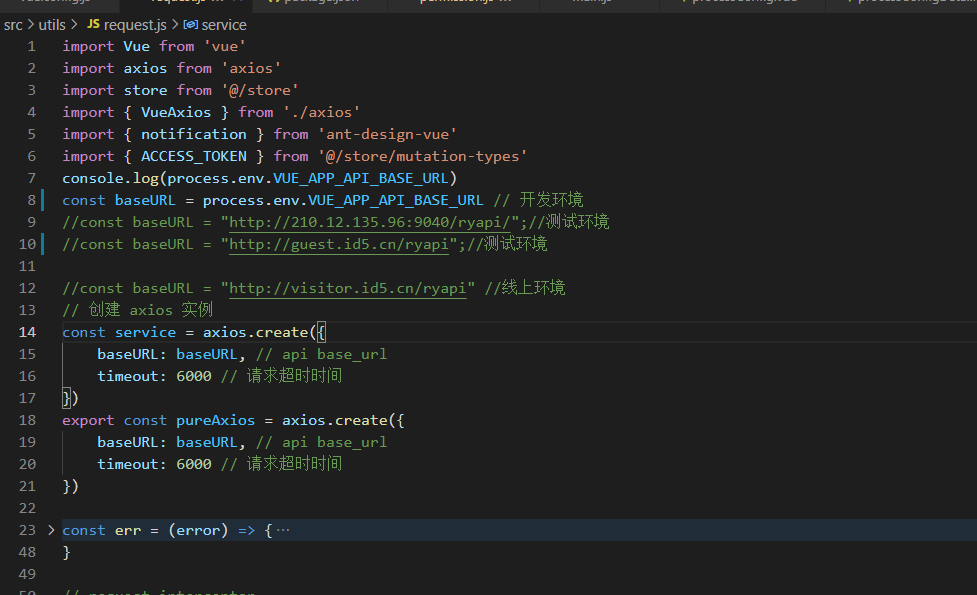 src > utils > JS request.js > service
1 import Vue from 'vue'
2 import axios from 'axios'
3 import store from '@/store'
4 import { VueAxios } from './axios'
5 import { notification } from 'ant-design-vue'
6 import { ACCESS_TOKEN } from '@/store/mutation-types'
7 console.log(process.env.VUE_APP_API_BASE_URL)
8 const baseURL = process.env.VUE_APP_API_BASE_URL // 开发环境
9 //const baseURL = "http://210.12.135.96:9040/ryapi/";//测试环境
10 //const baseURL = "http://guest.id5.cn/ryapi";//测试环境
11
12 //const baseURL = "http://visitor.id5.cn/ryapi" //线上环境
13 // 创建 axios 实例
14 const service = axios.create({
15 baseURL: baseURL, // api base_url
16 timeout: 6000 // 请求超时时间
17 })
18 export const pureAxios = axios.create({
19 baseURL: baseURL, // api base_url
20 timeout: 6000 // 请求超时时间
21 })
22
23 const err = (error) => { ···
48 }
49
50 // request interceptor